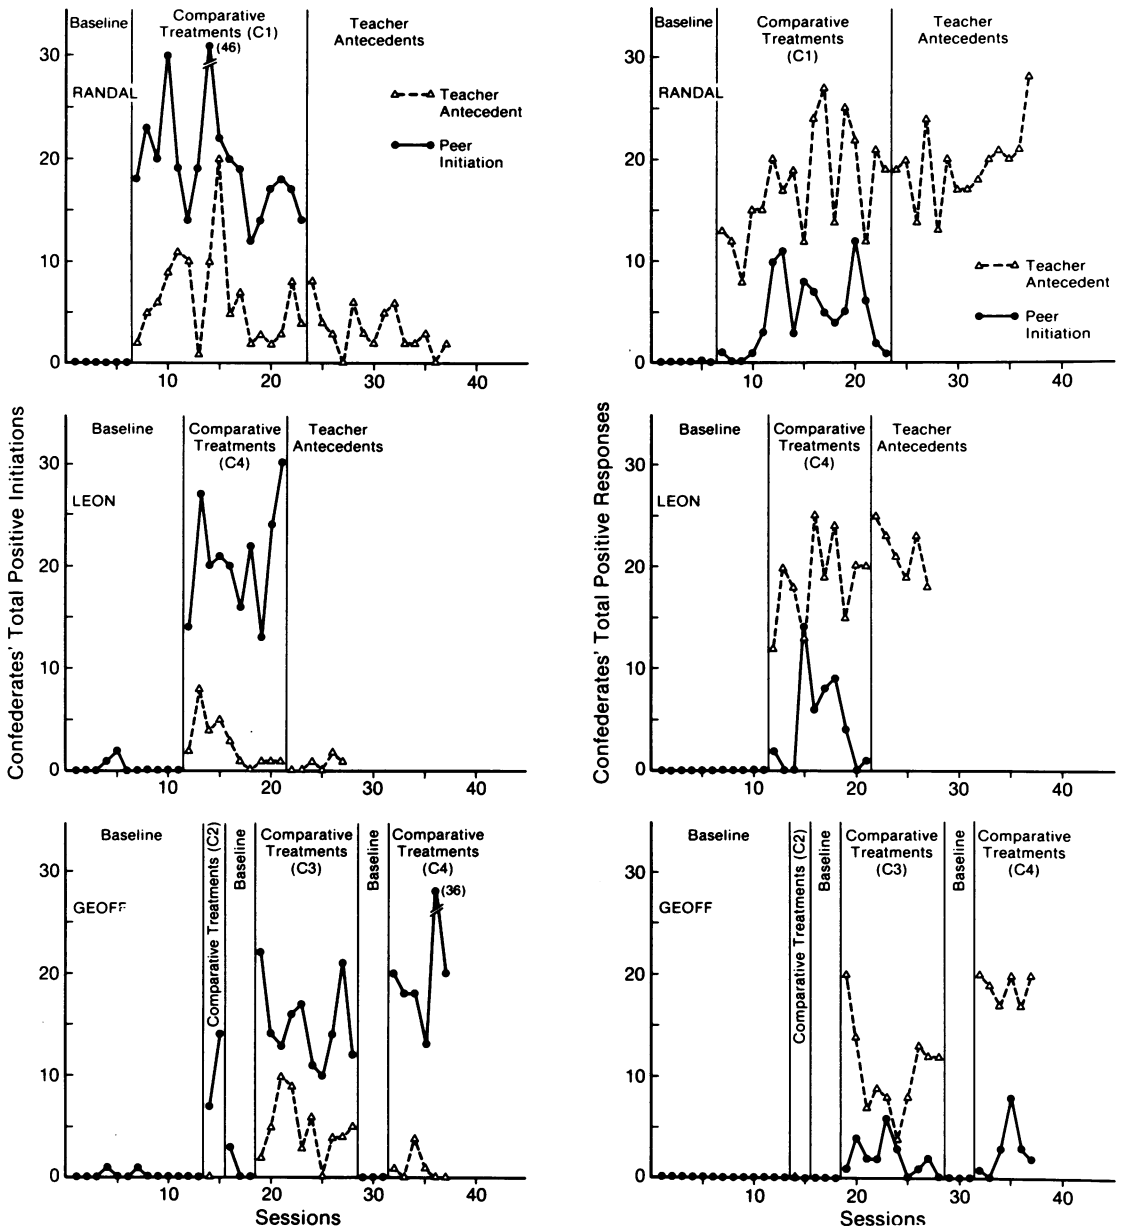 Baseline
Comparative
Treatments (C1)
Teacher
Antecedents
30
(46)
RANDAL
Teacher
Antecedent
Peer
Initiation
20
10
0
10
20
30
40
Baseline
Comparative
Treatments
(C1)
Teacher
Antecedents
30
RANDAL
20
10
Teacher
Antecedent
Peer
Initiation
0
10
20
30
40
Confederates' Total Positive Initiations
Baseline
Comparative
Treatments
(C4)
Teacher
Antecedents
30
LEON
20
10
0
10
20
30
40
Confederates' Total Positive Responses
Baseline
Comparative
Treatments
(C4)
Teacher
Antecedents
30
LEON
20
10
0
10
20
30
40
Baseline
Comparative Treatments (C2)
Baseline
Comparative
Treatments
(C3)
Baseline
Comparative
Treatments
(C4)
30
(36)
GEOFF
20
10
0
10
20
30
40
Sessions
Baseline
Comparative Treatments (C2)
Baseline
Comparative
Treatments
(C3)
Baseline
Comparative
Treatments
(C4)
30
GEOFF
20
10
0
10
20
30
40
Sessions